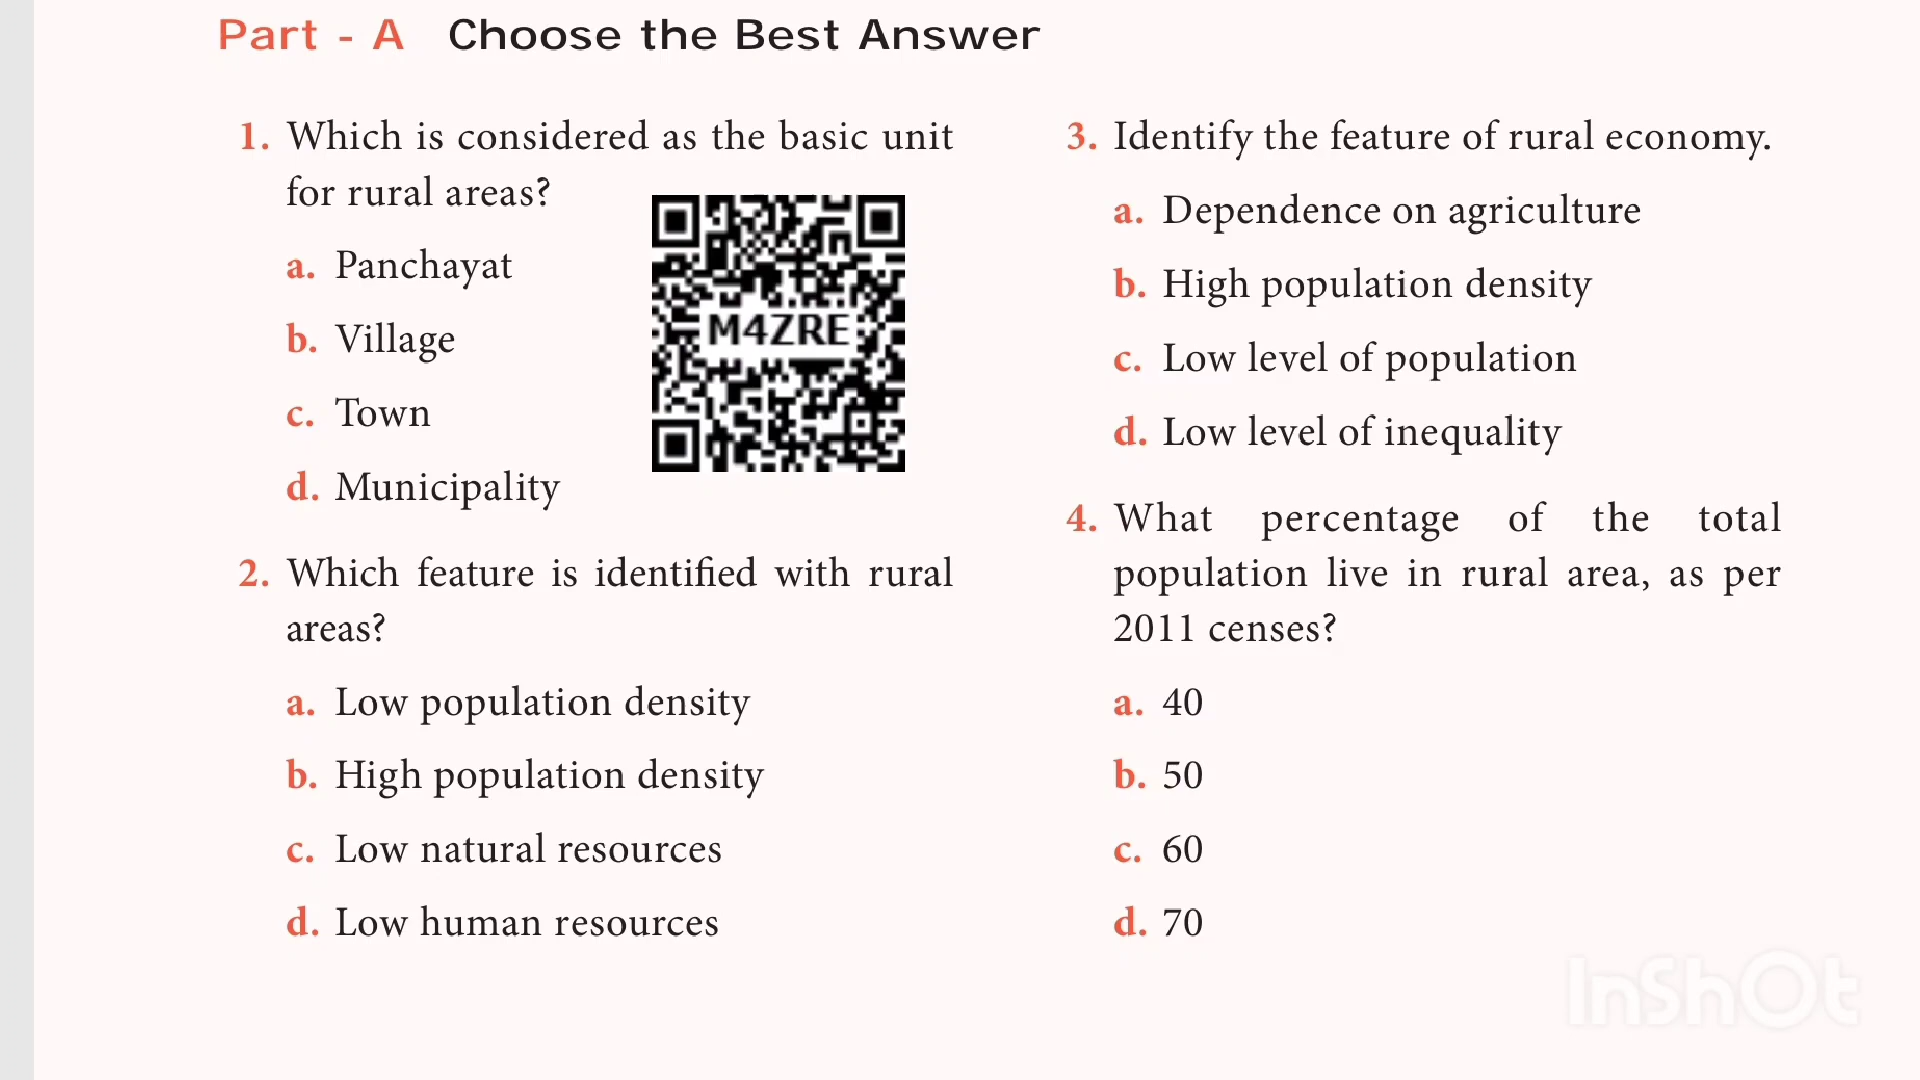 Part - A Choose the Best Answer
1. Which is considered as the basic unit
for rural areas?
a. Panchayat
b. Village
c. Town
d. Municipality
M4ZRE
2. Which feature is identified with rural
areas?
a. Low population density
b. High population density
c. Low natural resources
d. Low human resources
3. Identify the feature of rural economy.
a. Dependence on agriculture
b. High population density
c. Low level of population
d. Low level of inequality
4. What percentage of the total
population live in rural area, as per
2011 censes?
a. 40
b. 50
c. 60
d. 70
InShOt